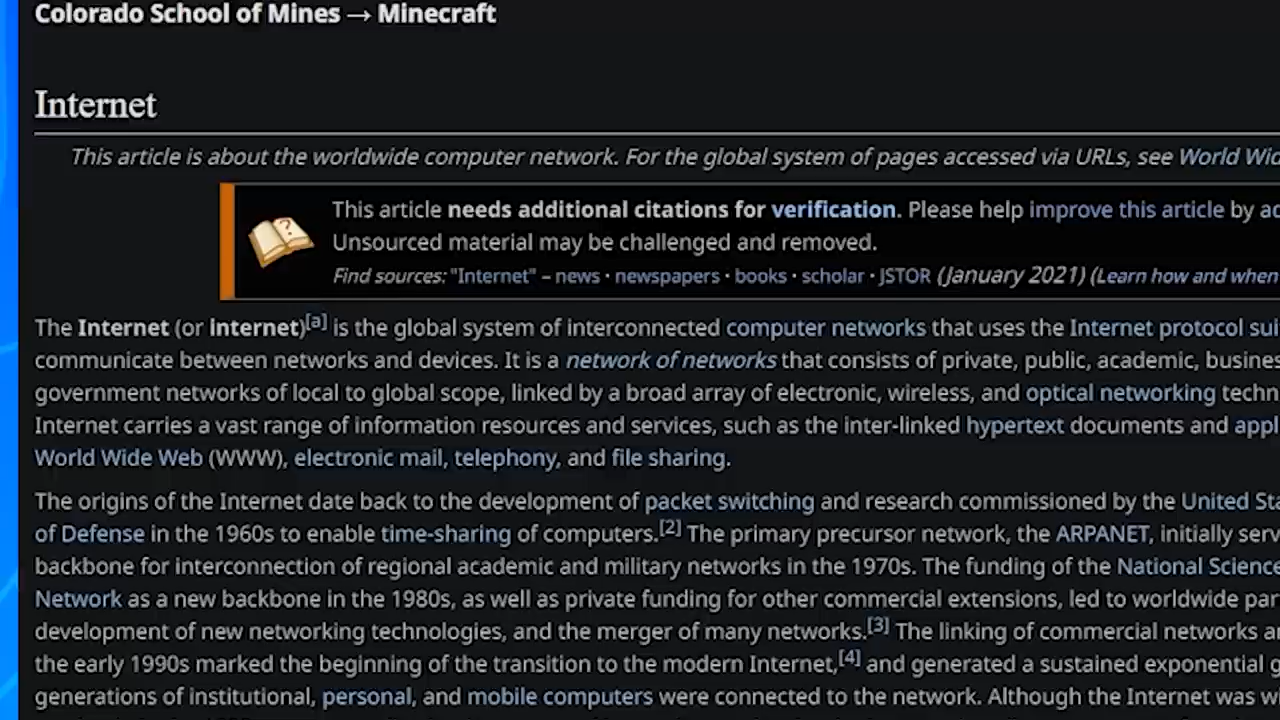 Colorado School of Mines → Minecraft
Internet
This article is about the worldwide computer network. For the global system of pages accessed via URLs, see World
This article needs additional citations for verification. Please help improve this article by
Unsourced material may be challenged and removed.
Find sources: "Internet" – news · newspapers · books · scholar · JSTOR (January 2021) (Learn how and when
The Internet (or internet)[a] is the global system of interconnected computer networks that uses the Internet protocol
communicate between networks and devices. It is a network of networks that consists of private, public, academic,
government networks of local to global scope, linked by a broad array of electronic, wireless, and optical networking
Internet carries a vast range of information resources and services, such as the inter-linked hypertext documents and
World Wide Web (WWW), electronic mail, telephony, and file sharing.
The origins of the Internet date back to the development of packet switching and research commissioned by the United
of Defense in the 1960s to enable time-sharing of computers.[2] The primary precursor network, the ARPANET, initially
backbone for interconnection of regional academic and military networks in the 1970s. The funding of the National Science
Network as a new backbone in the 1980s, as well as private funding for other commercial extensions, led to worldwide
development of new networking technologies, and the merger of many networks.[3] The linking of commercial networks
the early 1990s marked the beginning of the transition to the modern Internet,[4] and generated a sustained exponential
generations of institutional, personal, and mobile computers were connected to the network. Although the Internet was